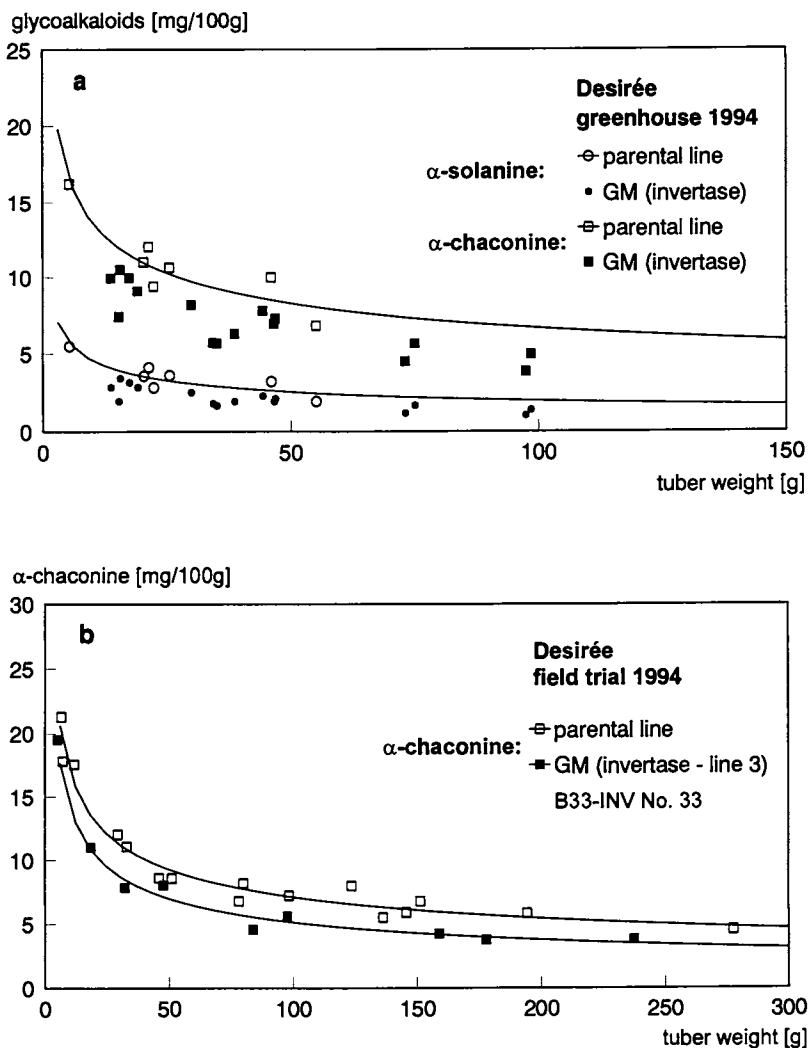 glycoalkaloids [mg/100g]
25
20
15
10
5
0
a
Desirée
greenhouse 1994
α-solanine:
parental line
GM (invertase)
α-chaconine:
parental line
GM (invertase)
0 50 100 150
tuber weight [g]
α-chaconine [mg/100g]
30
25
20
15
10
5
0
b
Desirée
field trial 1994
α-chaconine:
parental line
GM (invertase - line 3)
B33-INV No. 33
0 50 100 150 200 250 300
tuber weight [g]